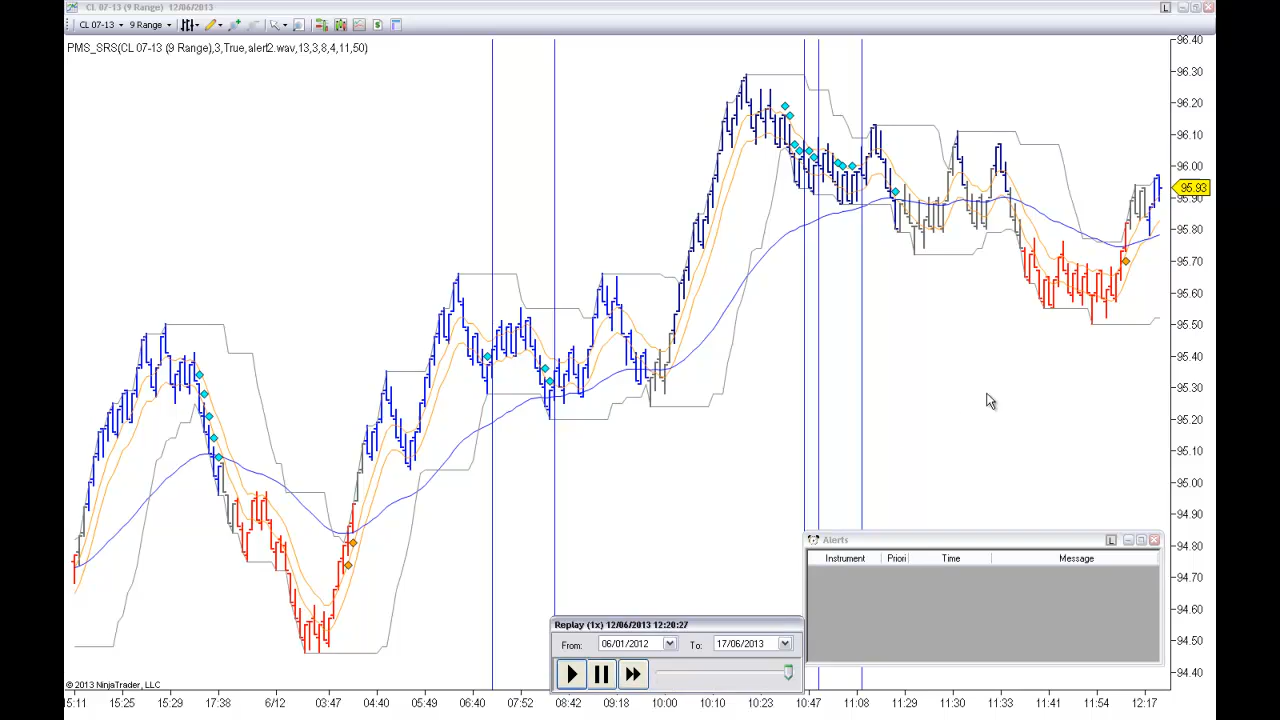 CL 07-13 (9 Range) 12/06/2013
L
CL 07-13 9 Range
PMS_SRS(CL 07-13 (9 Range),3,True,alert2.wav,13,3,8,4,11,50)
96.40
96.30
96.20
96.10
96.00
95.93
95.90
95.80
95.70
95.60
95.50
95.40
95.30
95.20
95.10
95.00
94.90
94.80
94.70
94.60
94.50
94.40
Alerts L
Instrument Priori Time Message
Replay (1x) 12/06/2013 12:20:27
From: 06/01/2012 To: 17/06/2013
© 2013 NinjaTrader, LLC
15:11 15:25 15:29 17:38 6/12 03:47 04:40 05:49 06:39 07:52 08:42 09:18 10:00 10:23 10:47 11:08 11:29 11:30 11:33 11:41 11:54 12:17